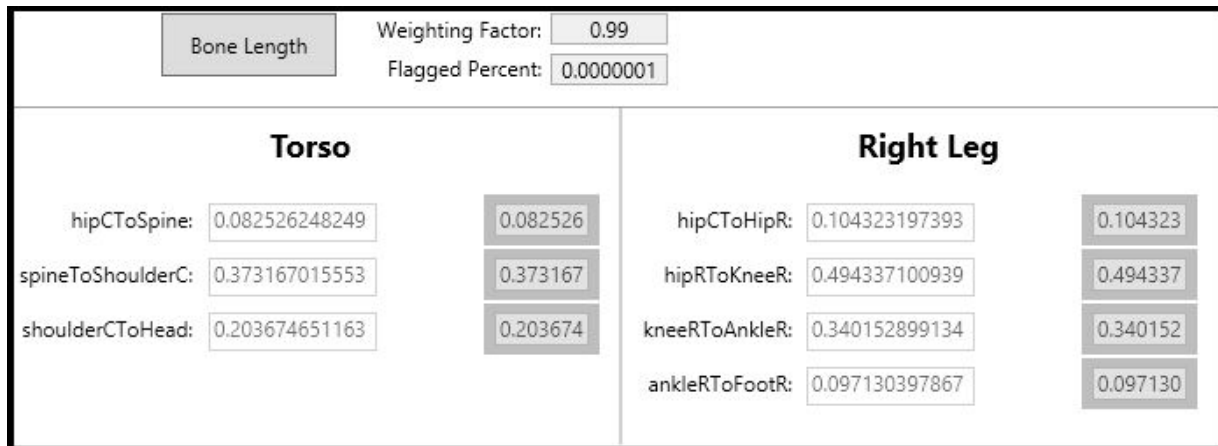 Bone Length
Weighting Factor: 0.99
Flagged Percent: 0.0000001
Torso
hipCToSpine: 0.082526248249 0.082526
spineToShoulderC: 0.373167015553 0.373167
shoulderCToHead: 0.203674651163 0.203674
Right Leg
hipCToHipR: 0.104323197393 0.104323
hipRToKneeR: 0.494337100939 0.494337
kneeRToAnkleR: 0.340152899134 0.340152
ankleRToFootR: 0.097130397867 0.097130